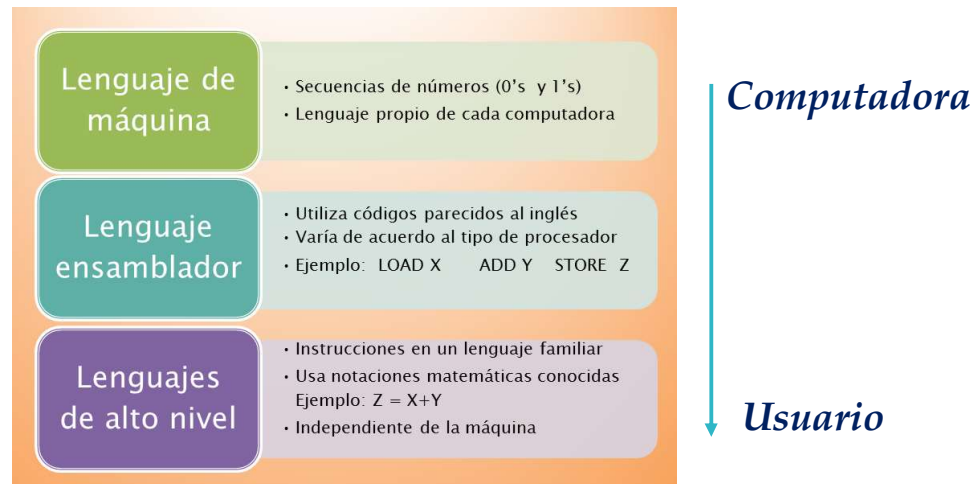 Lenguaje de
máquina
• Secuencias de números (0’s y 1’s)
• Lenguaje propio de cada computadora
Computadora
Lenguaje
ensamblador
• Utiliza códigos parecidos al inglés
• Varía de acuerdo al tipo de procesador
• Ejemplo: LOAD X ADD Y STORE Z
Lenguajes
de alto nivel
• Instrucciones en un lenguaje familiar
• Usa notaciones matemáticas conocidas
Ejemplo: Z = X+Y
• Independiente de la máquina
Usuario